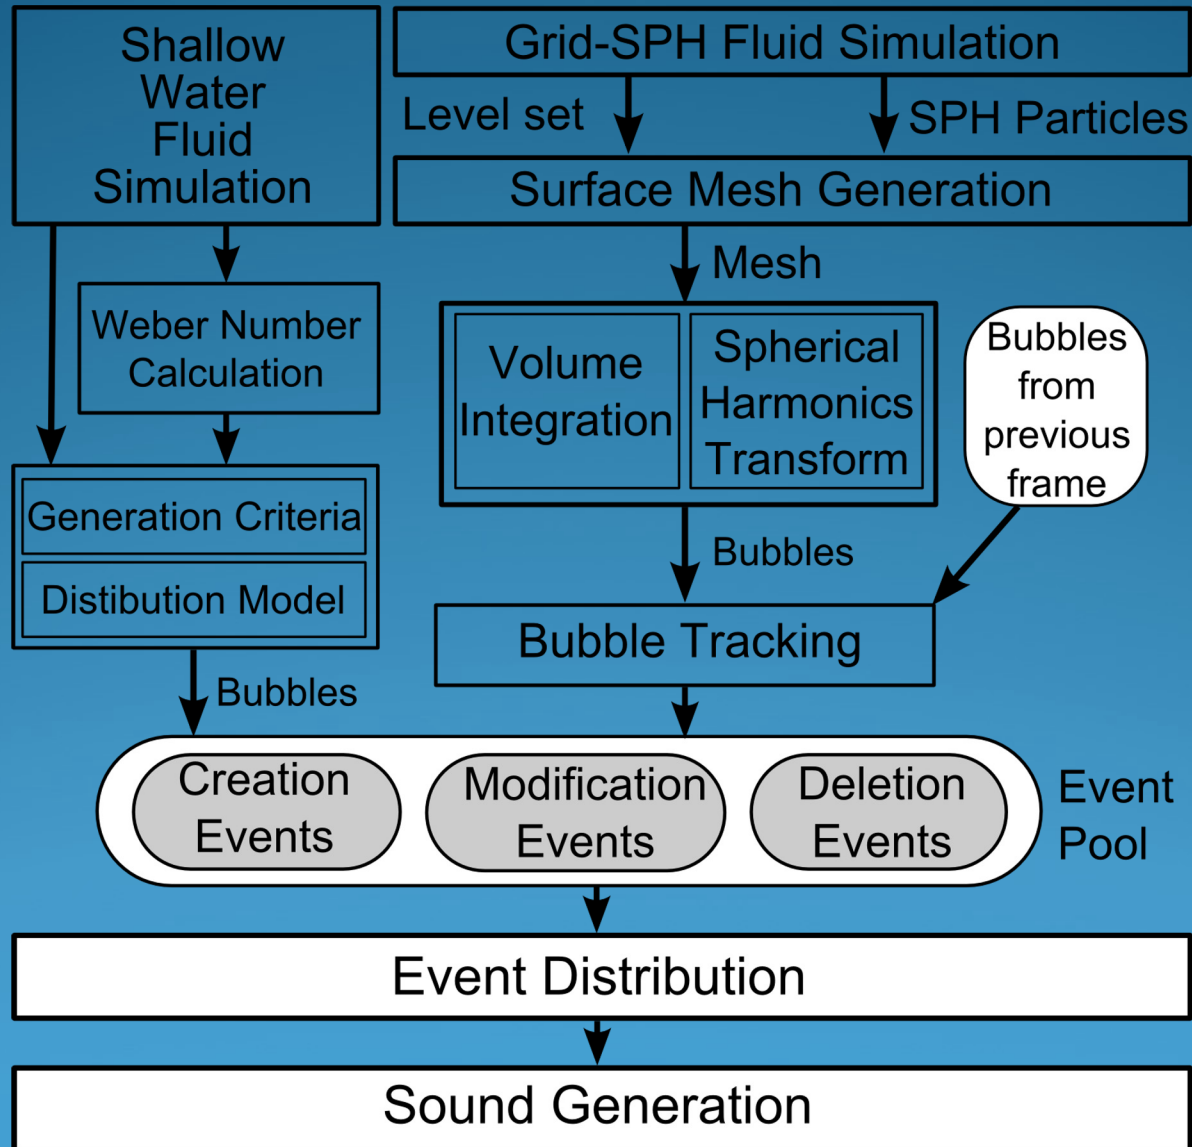 Shallow
Water
Fluid
Simulation
Grid-SPH Fluid Simulation
Level set
SPH Particles
Surface Mesh Generation
Mesh
Weber Number
Calculation
Volume
Integration
Spherical
Harmonics
Transform
Bubbles
from
previous
frame
Generation Criteria
Distibution Model
Bubbles
Bubble Tracking
Bubbles
Creation
Events
Modification
Events
Deletion
Events
Event
Pool
Event Distribution
Sound Generation